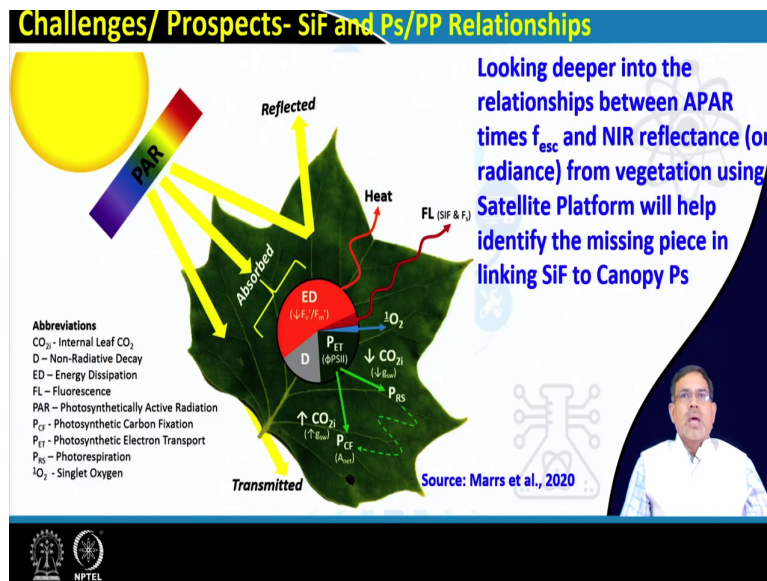 Challenges/ Prospects- SiF and Ps/PP Relationships
Looking deeper into the
relationships between APAR
times fesc and NIR reflectance (or
radiance) from vegetation using
Satellite Platform will help
identify the missing piece in
linking SiF to Canopy Ps
PAR
Reflected
Absorbed
Heat
FL (SIF & Fs)
ED
(↓Fv'/Fm')
¹O₂
D
PET
(ϕPSII)
↓ CO2i
(↓gsw)
PRS
↑ CO2i
(↑gsw)
PCF
(Anet)
Transmitted
Abbreviations
CO2i - Internal Leaf CO2
D – Non-Radiative Decay
ED – Energy Dissipation
FL – Fluorescence
PAR – Photosynthetically Active Radiation
PCF - Photosynthetic Carbon Fixation
PET - Photosynthetic Electron Transport
PRS – Photorespiration
¹O₂ - Singlet Oxygen
Source: Marrs et al., 2020
NPTEL